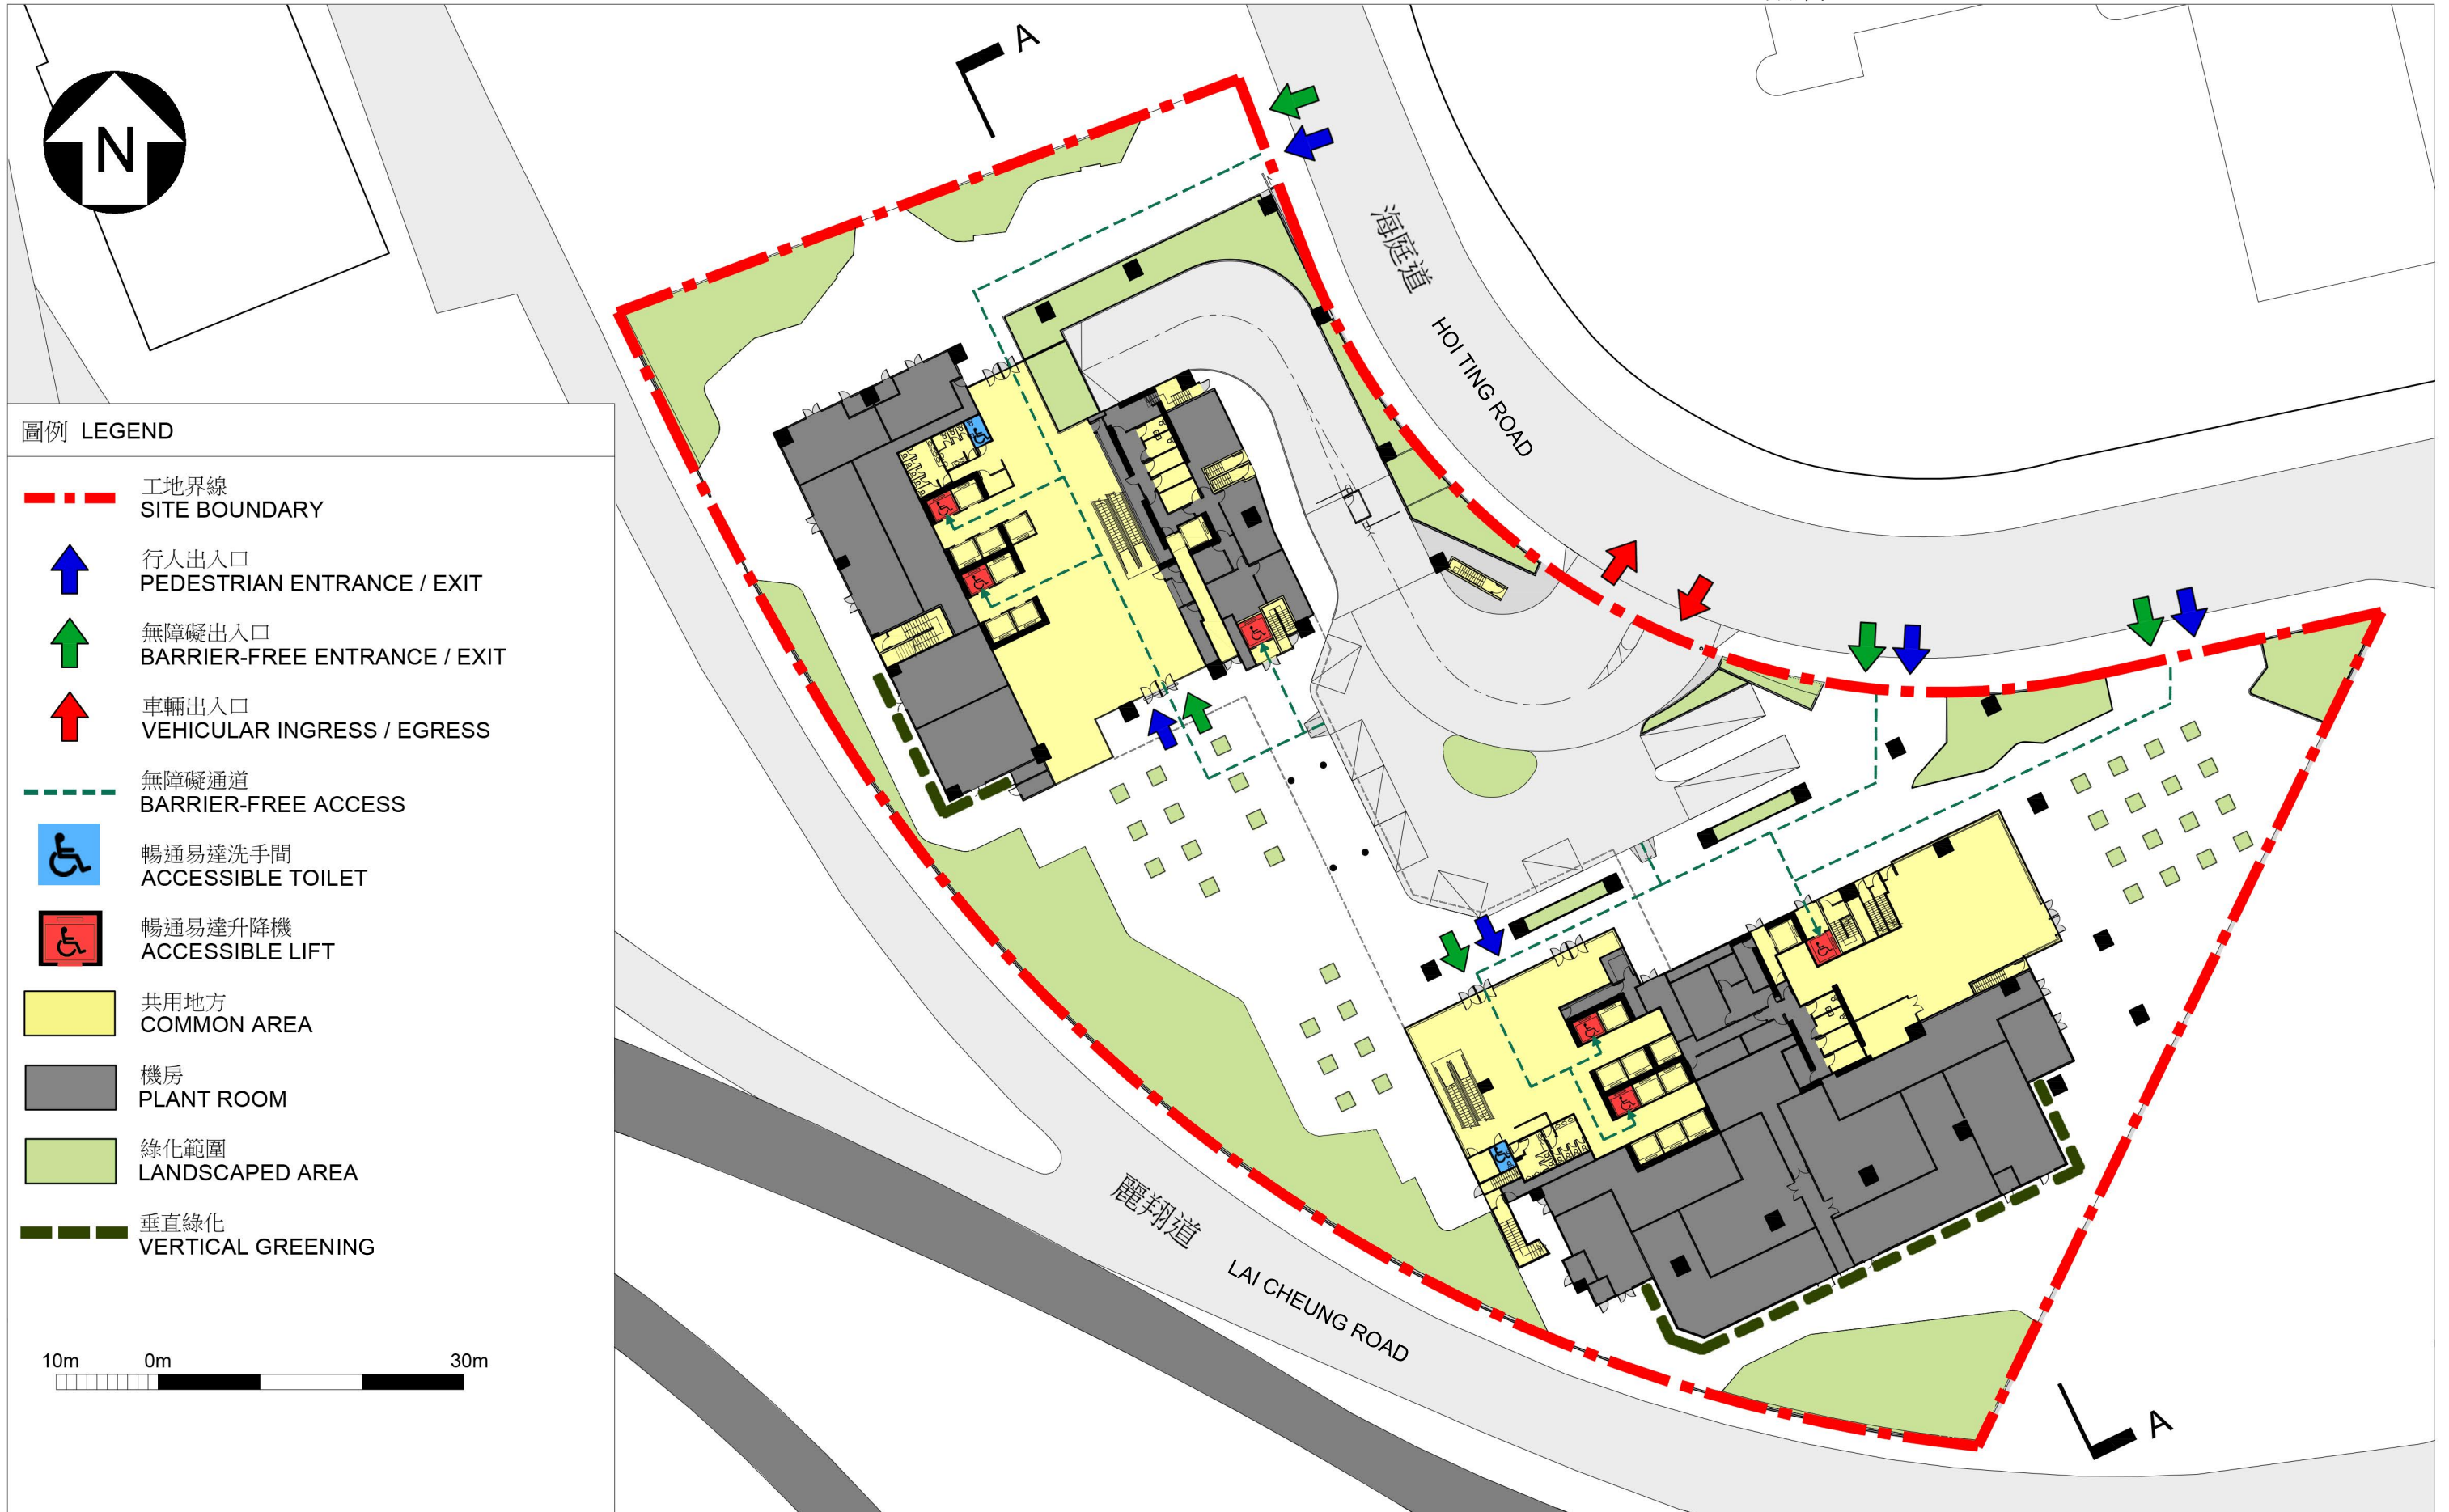 A
N
海庭道
HOI TING ROAD
圖例 LEGEND
工地界線
SITE BOUNDARY
行人出入口
PEDESTRIAN ENTRANCE / EXIT
無障礙出入口
BARRIER-FREE ENTRANCE / EXIT
車輛出入口
VEHICULAR INGRESS / EGRESS
無障礙通道
BARRIER-FREE ACCESS
暢通易達洗手間
ACCESSIBLE TOILET
暢通易達升降機
ACCESSIBLE LIFT
共用地方
COMMON AREA
機房
PLANT ROOM
綠化範圍
LANDSCAPED AREA
垂直綠化
VERTICAL GREENING
10m 0m 30m
麗翔道
LAI CHEUNG ROAD
A